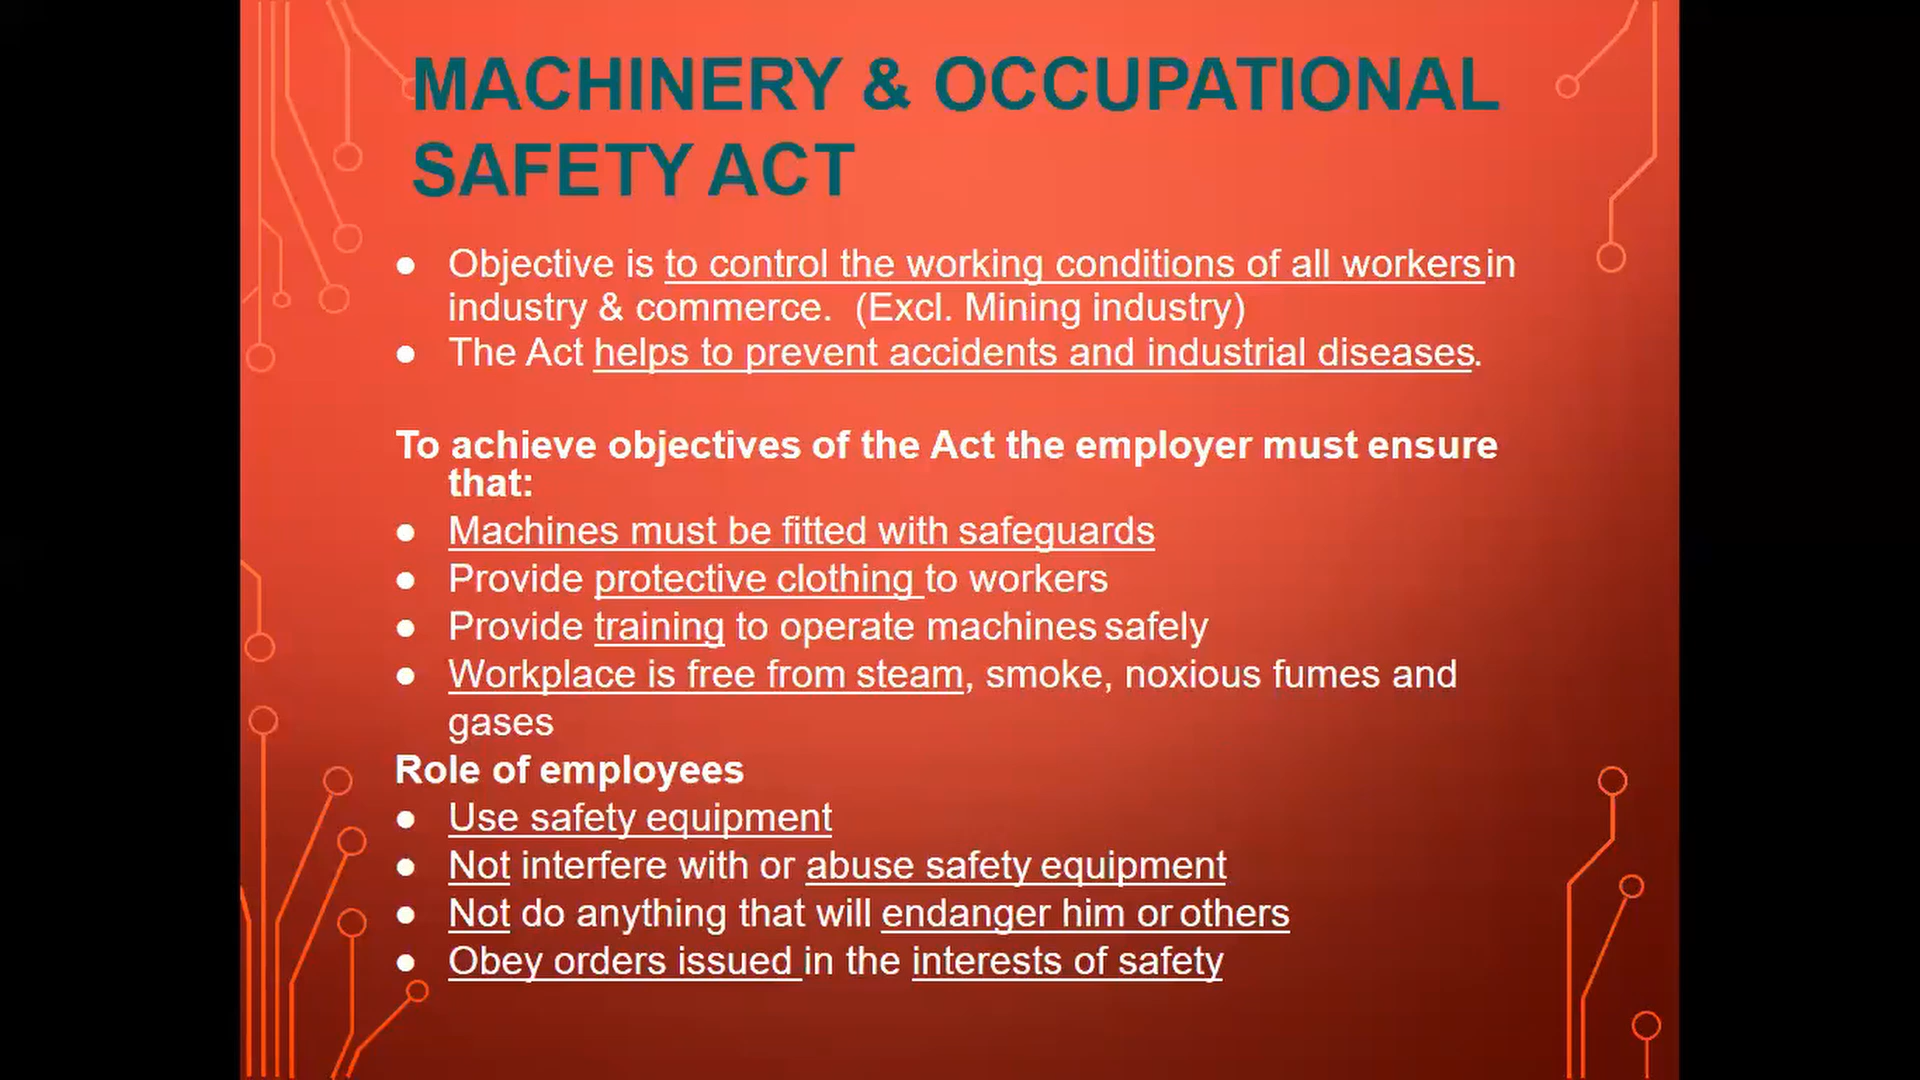 MACHINERY & OCCUPATIONAL
SAFETY ACT
● Objective is to control the working conditions of all workers in
industry & commerce. (Excl. Mining industry)
● The Act helps to prevent accidents and industrial diseases.
To achieve objectives of the Act the employer must ensure
that:
● Machines must be fitted with safeguards
● Provide protective clothing to workers
● Provide training to operate machines safely
● Workplace is free from steam, smoke, noxious fumes and
gases
Role of employees
● Use safety equipment
● Not interfere with or abuse safety equipment
● Not do anything that will endanger him or others
● Obey orders issued in the interests of safety